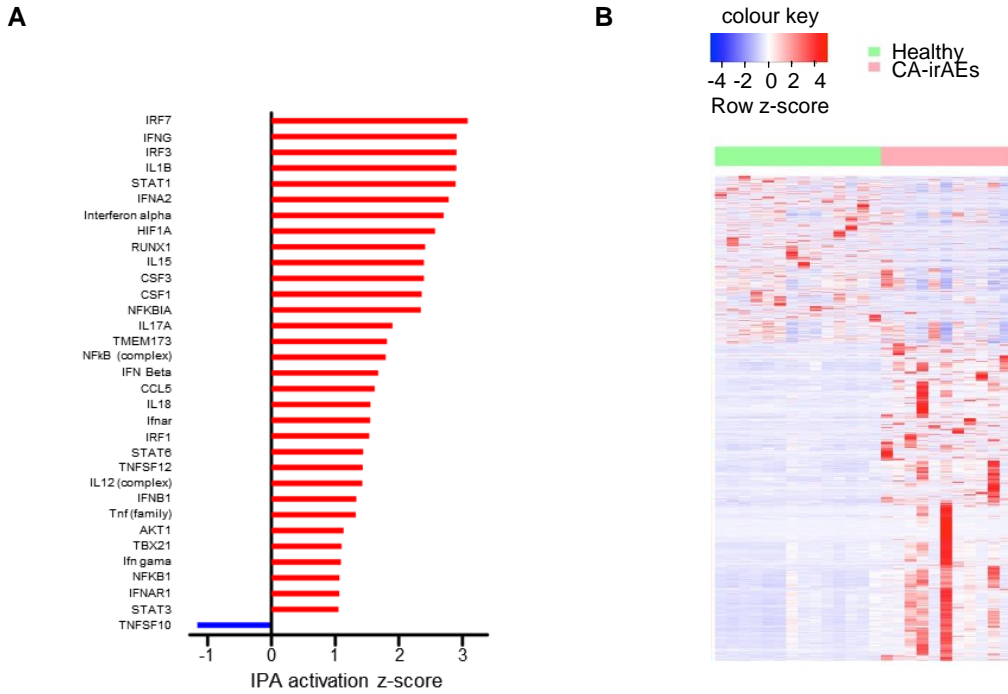 A
IRF7
IFNG
IRF3
IL1B
STAT1
IFNA2
Interferon alpha
HIF1A
RUNX1
IL15
CSF3
CSF1
NFKBIA
IL17A
TMEM173
NFkB (complex)
IFN Beta
CCL5
IL18
Ifnar
IRF1
STAT6
TNFSF12
IL12 (complex)
IFNB1
Tnf (family)
AKT1
TBX21
Ifn gama
NFKB1
IFNAR1
STAT3
TNFSF10
-1 0 1 2 3
IPA activation z-score
B
colour key
-4 -2 0 2 4
Row z-score
Healthy
CA-irAEs